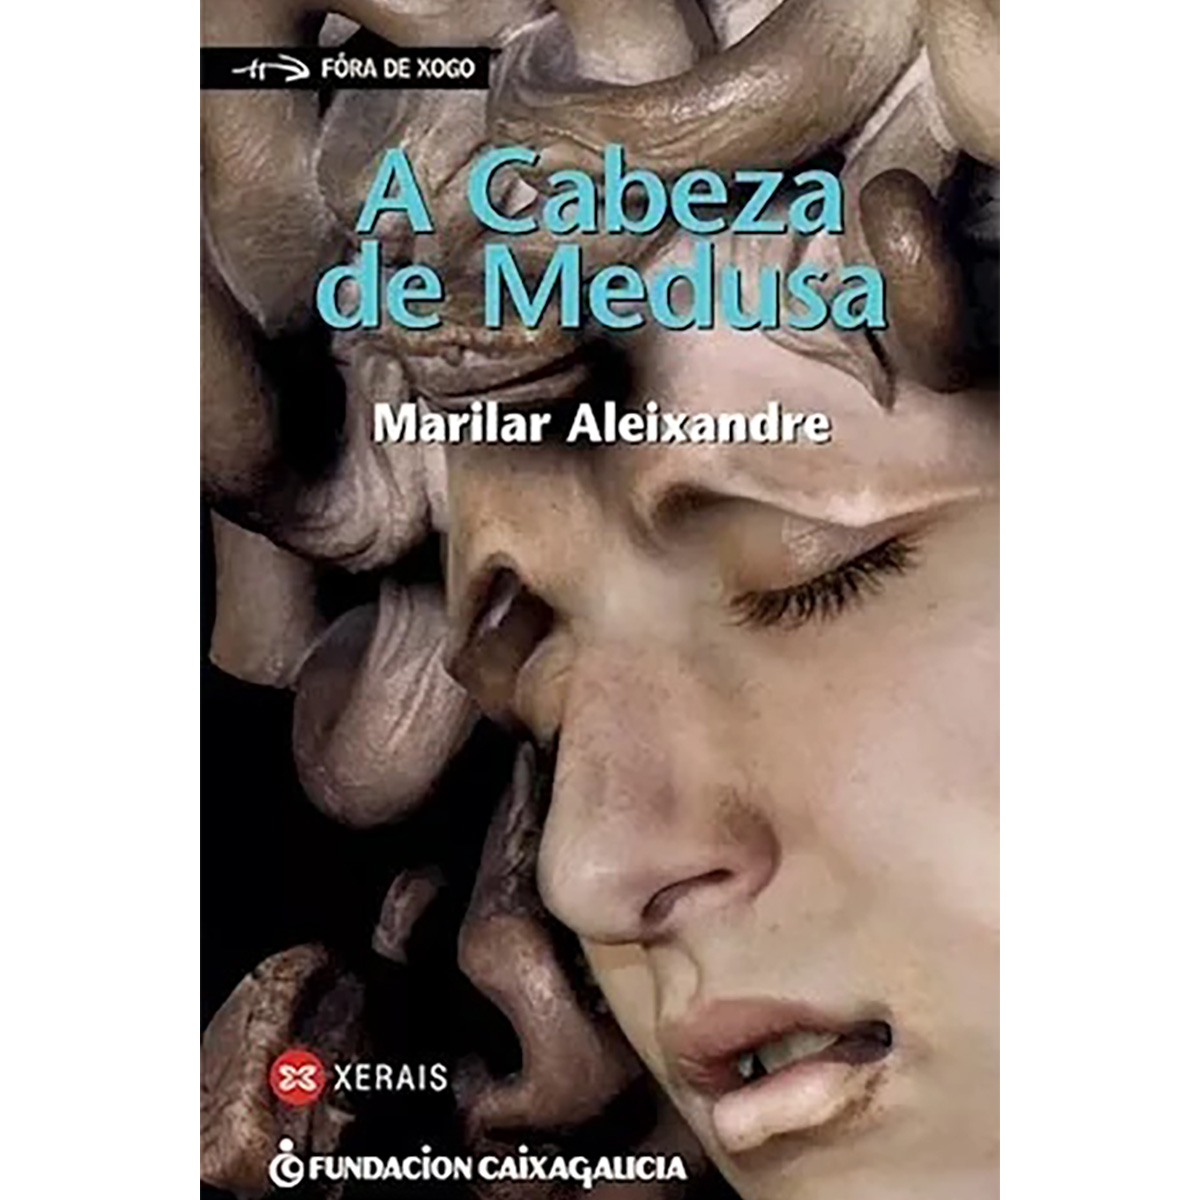 FÓRA DE XOGO
A Cabeza
de Medusa
Marilar Aleixandre
XERAIS
FUNDACION CAIXAGALICIA